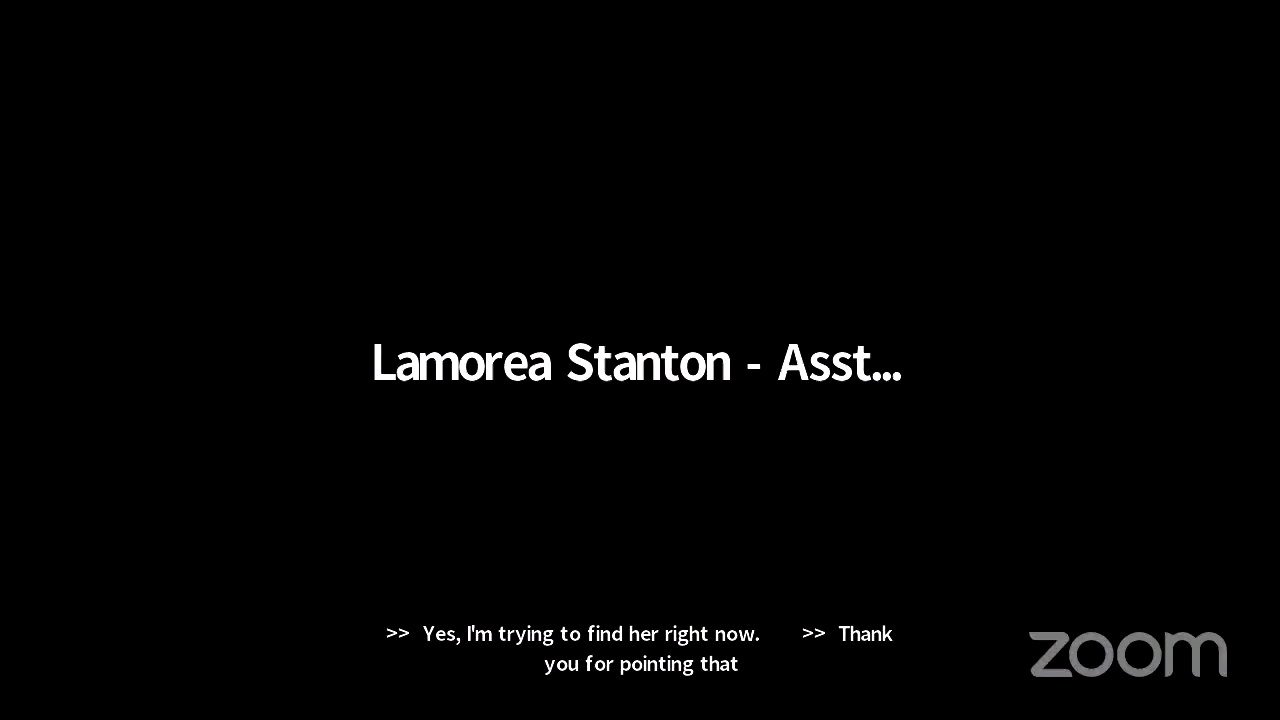 Lamorea Stanton - Asst...
>> Yes, I'm trying to find her right now. >> Thank
you for pointing that
zoom